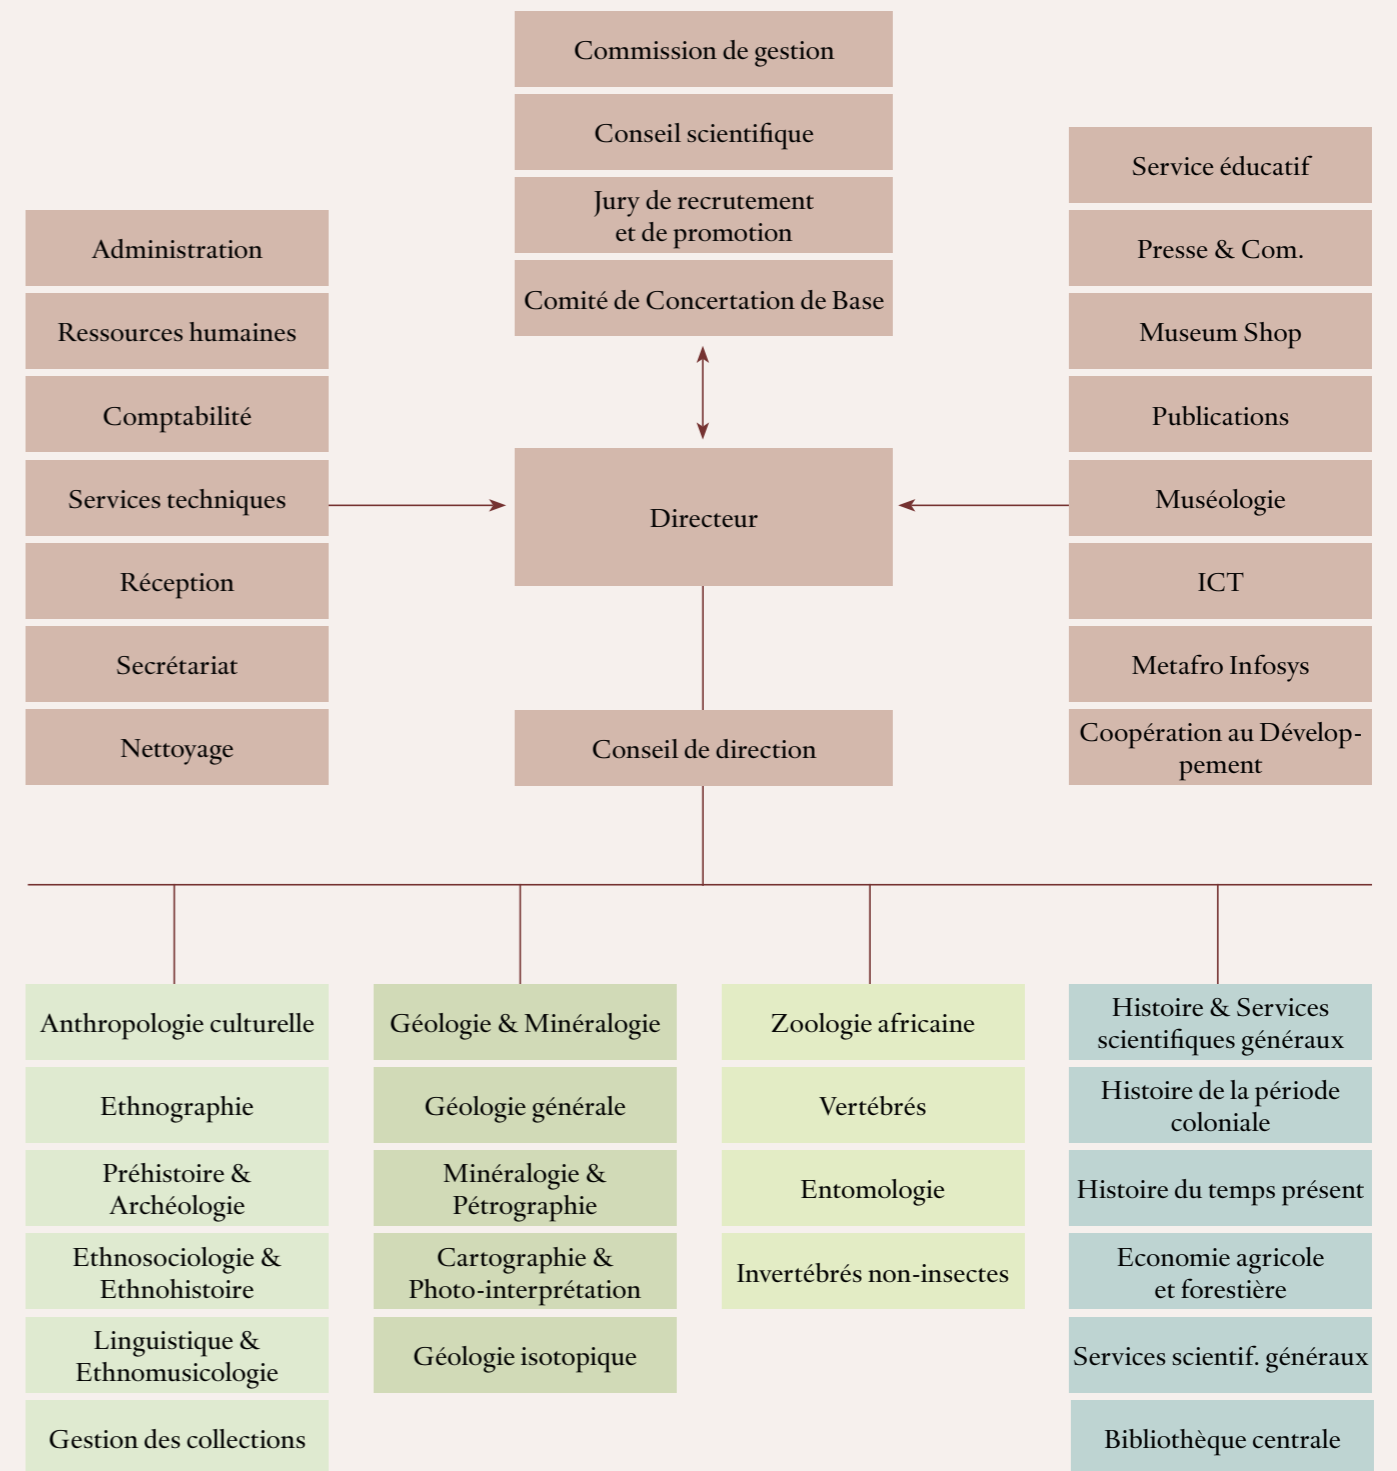 Commission de gestion
Conseil scientifique
Jury de recrutement
et de promotion
Comité de Concertation de Base
Administration
Ressources humaines
Comptabilité
Services techniques
Réception
Secrétariat
Nettoyage
Directeur
Conseil de direction
Service éducatif
Presse & Com.
Museum Shop
Publications
Muséologie
ICT
Metafro Infosys
Coopération au Dévelop-
pement
Anthropologie culturelle
Ethnographie
Préhistoire &
Archéologie
Ethnosociologie &
Ethnohistoire
Linguistique &
Ethnomusicologie
Gestion des collections
Géologie & Minéralogie
Géologie générale
Minéralogie &
Pétrographie
Cartographie &
Photo-interprétation
Géologie isotopique
Zoologie africaine
Vertébrés
Entomologie
Invertébrés non-insectes
Histoire & Services
scientifiques généraux
Histoire de la période
coloniale
Histoire du temps présent
Economie agricole
et forestière
Services scientif. généraux
Bibliothèque centrale